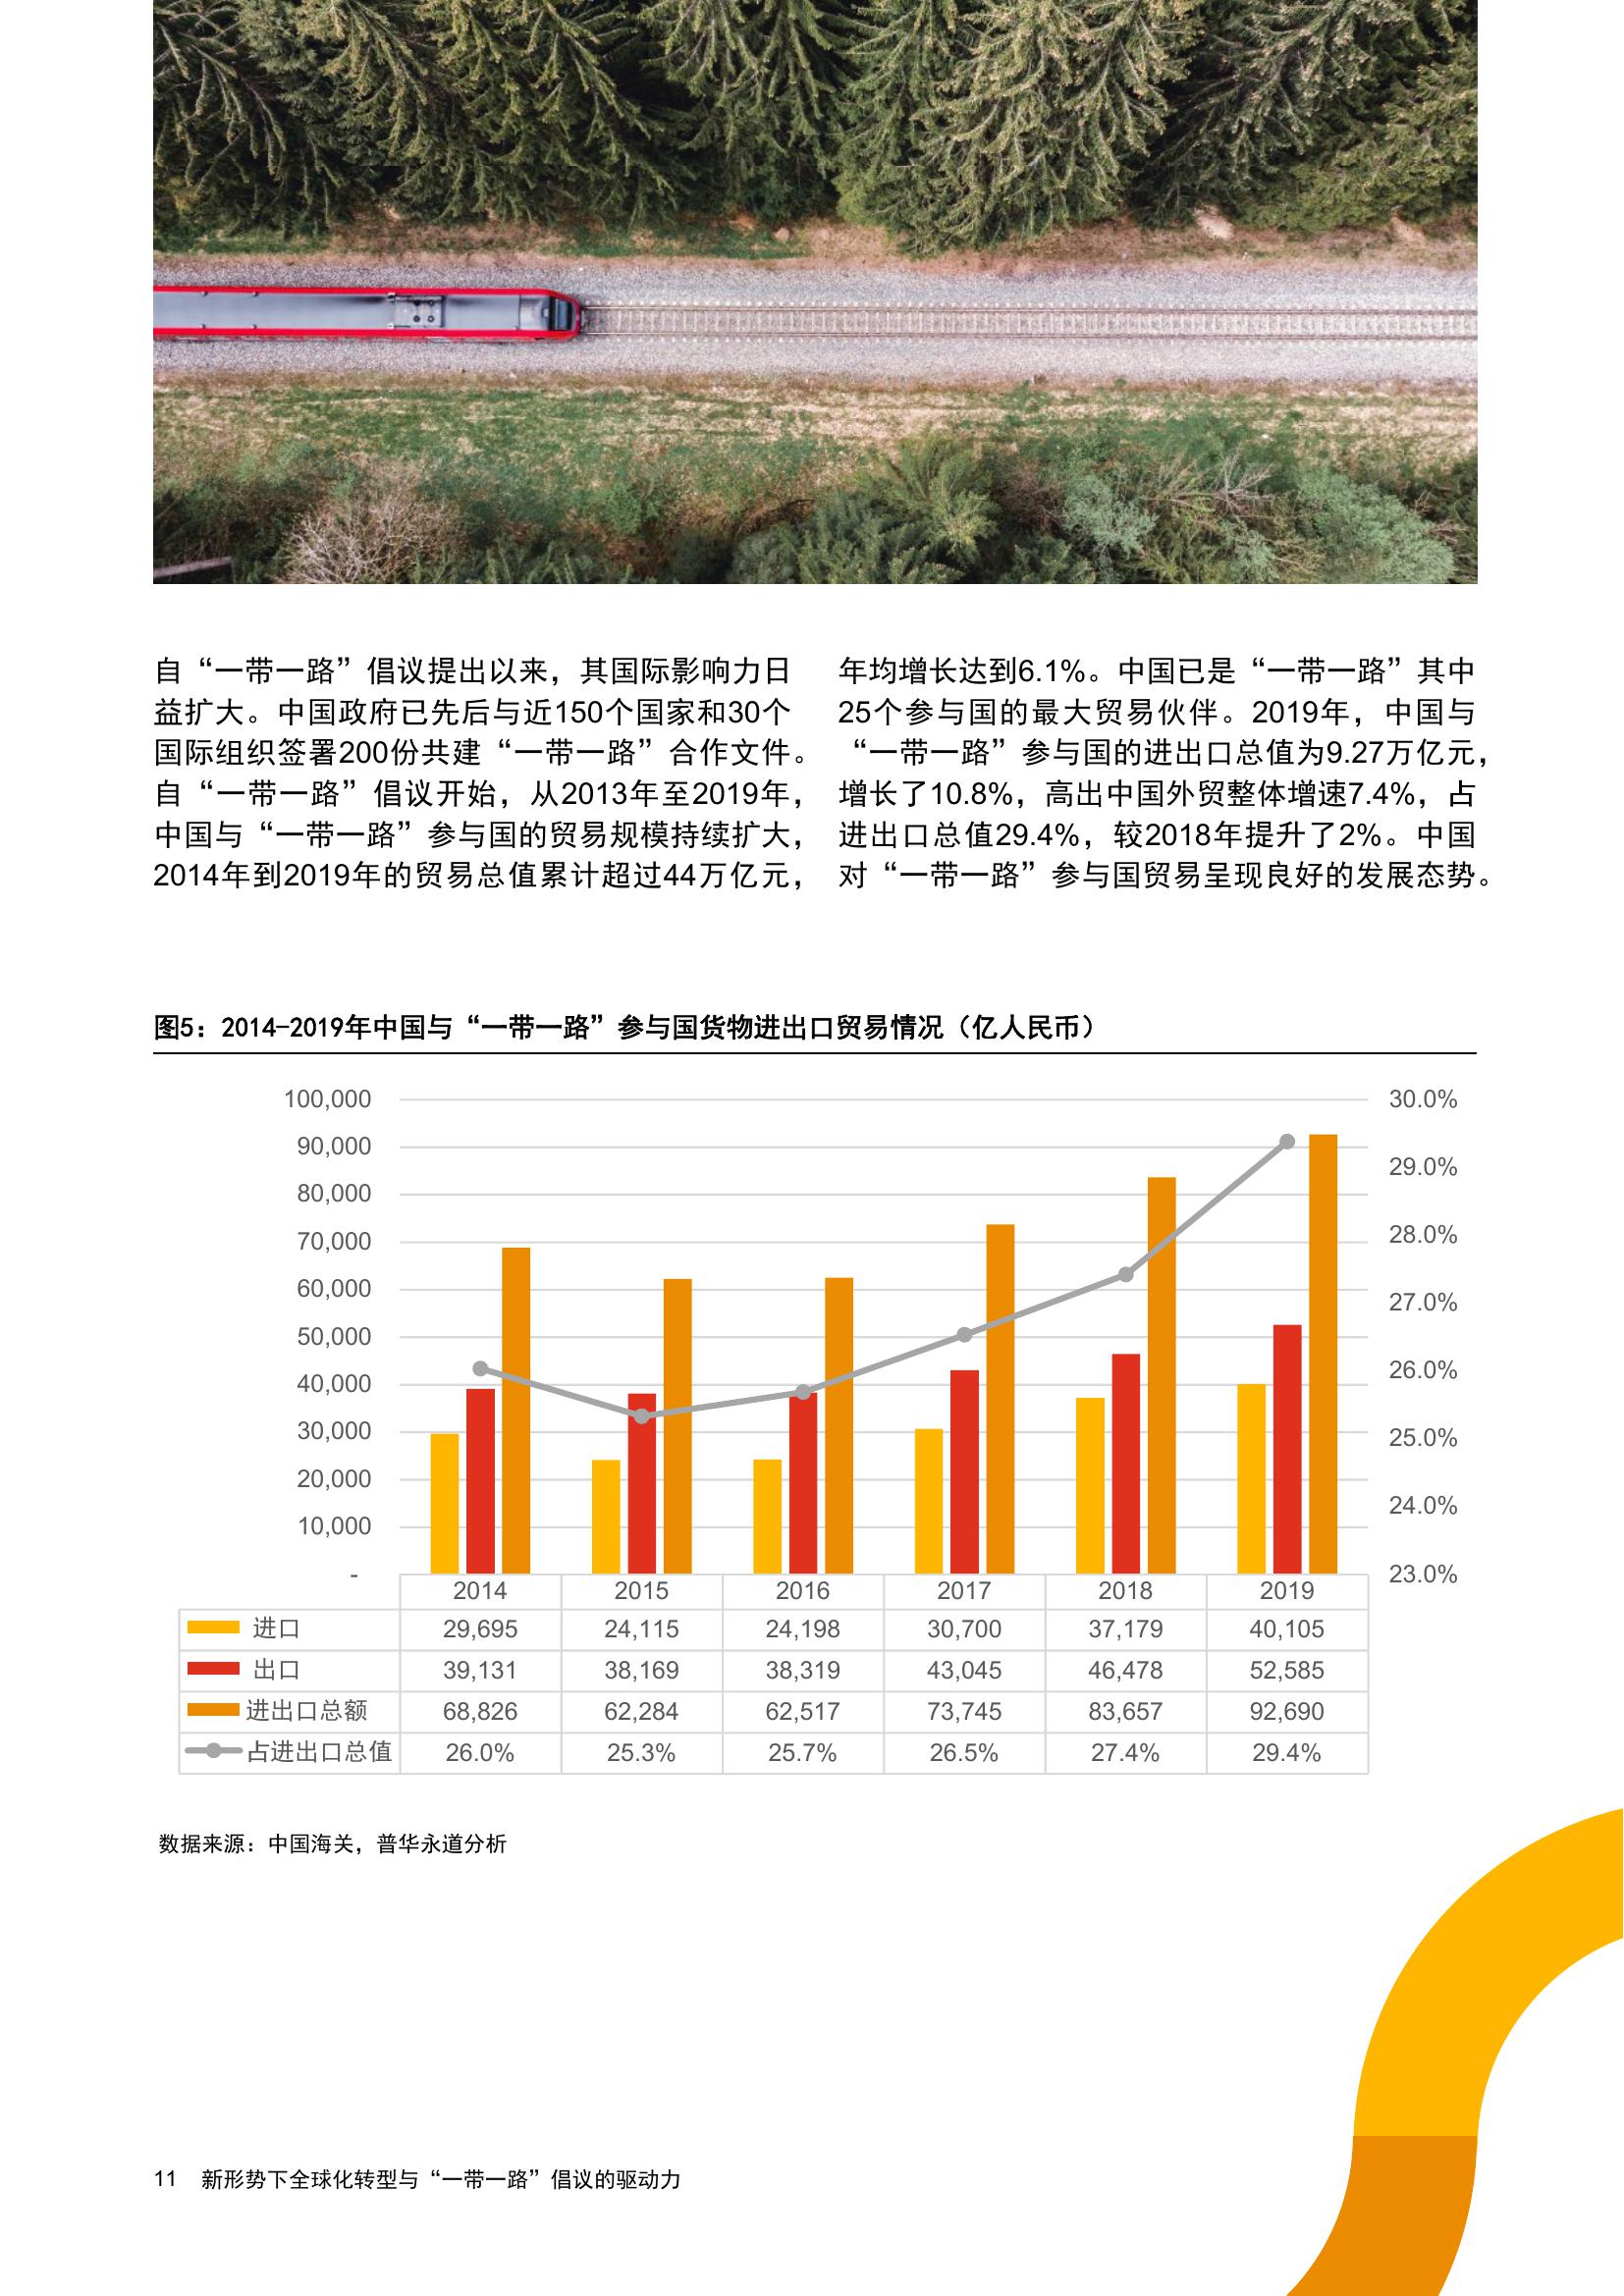 自“一带一路”倡议提出以来，其国际影响力日
益扩大。中国政府已先后与近150个国家和30个
国际组织签署200份共建“一带一路”合作文件。
自“一带一路”倡议开始，从2013年至2019年，
中国与“一带一路”参与国的贸易规模持续扩大，
2014年到2019年的贸易总值累计超过44万亿元，
年均增长达到6.1%。中国已是“一带一路”其中
25个参与国的最大贸易伙伴。2019年，中国与
“一带一路”参与国的进出口总值为9.27万亿元，
增长了10.8%，高出中国外贸整体增速7.4%，占
进出口总值29.4%，较2018年提升了2%。中国
对“一带一路”参与国贸易呈现良好的发展态势。
图5：2014-2019年中国与“一带一路”参与国货物进出口贸易情况（亿人民币）
100,000 30.0%
90,000 29.0%
80,000 28.0%
70,000
60,000 27.0%
50,000 26.0%
40,000
30,000 25.0%
20,000 24.0%
10,000
- 23.0%
2014 2015 2016 2017 2018 2019
进口 29,695 24,115 24,198 30,700 37,179 40,105
出口 39,131 38,169 38,319 43,045 46,478 52,585
进出口总额 68,826 62,284 62,517 73,745 83,657 92,690
占进出口总值 26.0% 25.3% 25.7% 26.5% 27.4% 29.4%
数据来源：中国海关，普华永道分析
11 新形势下全球化转型与“一带一路”倡议的驱动力